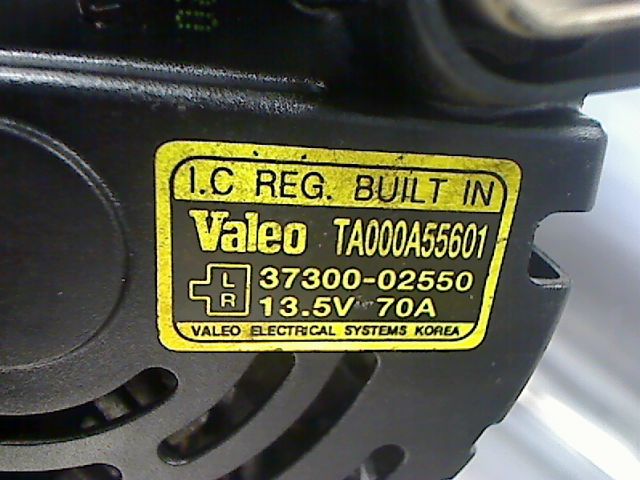 I.C REG. BUILT IN
Valeo TA000A55601
L 37300-02550
R 13.5V 70A
VALEO ELECTRICAL SYSTEMS KOREA